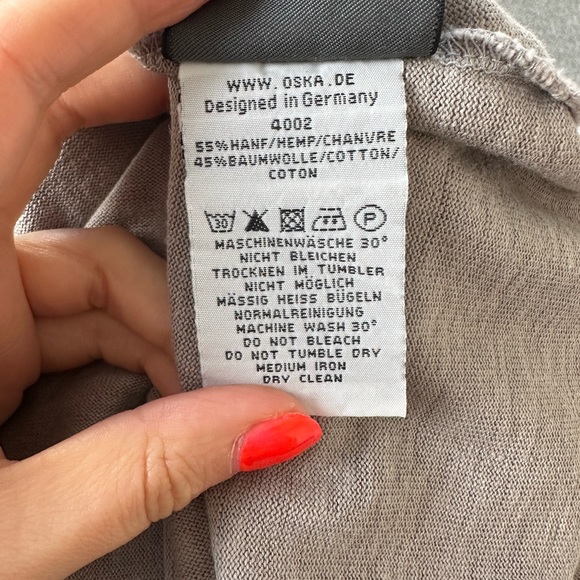 WWW.OSKA.DE
Designed in Germany
4002
55%HANF/HEMP/CHANVRE
45%BAUMWOLLE/COTTON/
COTON
30 P
MASCHINENWÄSCHE 30°
NICHT BLEICHEN
TROCKNEN IM TUMBLER
NICHT MÖGLICH
MÄSSIG HEISS BÜGELN
NORMALREINIGUNG
MACHINE WASH 30°
DO NOT BLEACH
DO NOT TUMBLE DRY
MEDIUM IRON
DRY CLEAN